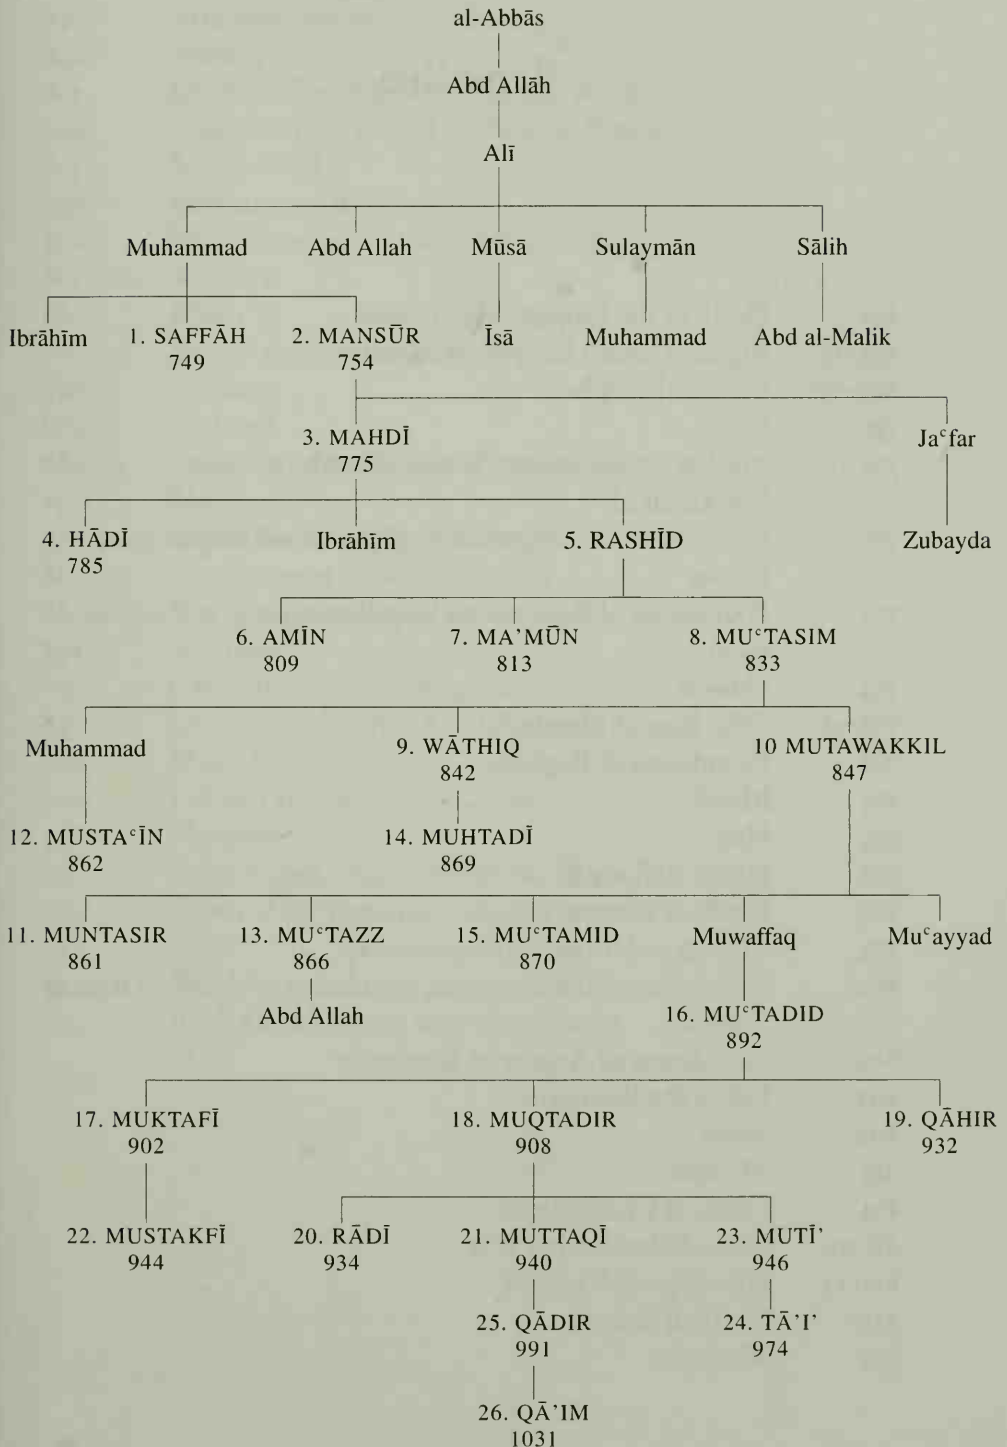 al-Abbās
Abd Allāh
Alī
Muhammad Abd Allah Mūsā Sulaymān Sālih
Ibrāhīm 1. SAFFĀH 2. MANSŪR Īsā Muhammad Abd al-Malik
749 754
3. MAHDĪ Jaᶜfar
775
4. HĀDĪ Ibrāhīm 5. RASHĪD Zubayda
785
6. AMĪN 7. MA’MŪN 8. MUᶜTASIM
809 813 833
Muhammad 9. WĀTHIQ 10 MUTAWAKKIL
842 847
12. MUSTAᶜĪN 14. MUHTADĪ
862 869
11. MUNTASIR 13. MUᶜTAZZ 15. MUᶜTAMID Muwaffaq Muᶜayyad
861 866 870
Abd Allah 16. MUᶜTADID
892
17. MUKTAFĪ 18. MUQTADIR 19. QĀHIR
902 908 932
22. MUSTAKFĪ 20. RĀDĪ 21. MUTTAQĪ 23. MUTĪ’
944 934 940 946
25. QĀDIR 24. TĀ’I’
991 974
26. QĀ’IM
1031